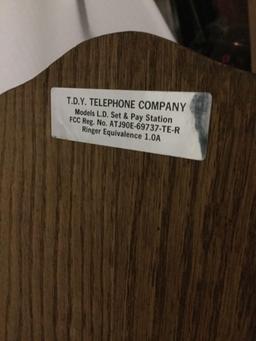 T.D.Y. TELEPHONE COMPANY
Models L.D. Set & Pay Station
FCC Reg. No. ATJ90E-69737-TE-R
Ringer Equivalence 1.0A